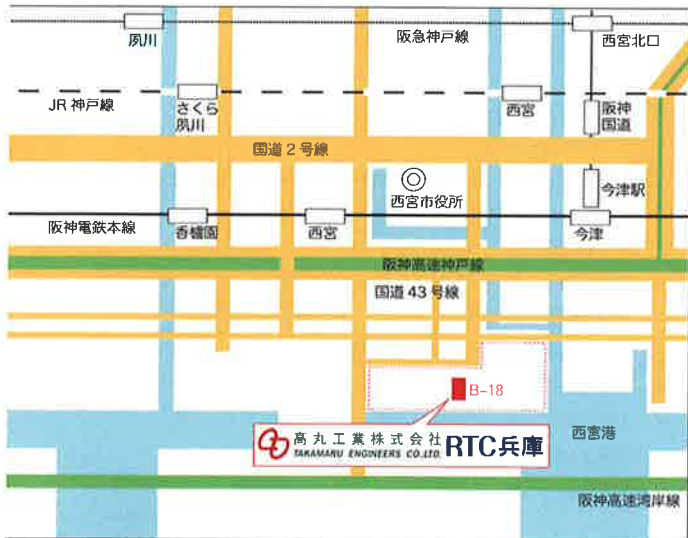 夙川
阪急神戸線
西宮北口
JR 神戸線
さくら
夙川
西宮
阪神
国道
国道２号線
西宮市役所
今津駅
阪神電鉄本線
香櫨園
西宮
今津
阪神高速神戸線
国道 43 号線
B-18
高丸工業株式会社
TAKAMARU ENGINEERS CO.LTD.
RTC兵庫
西宮港
阪神高速湾岸線